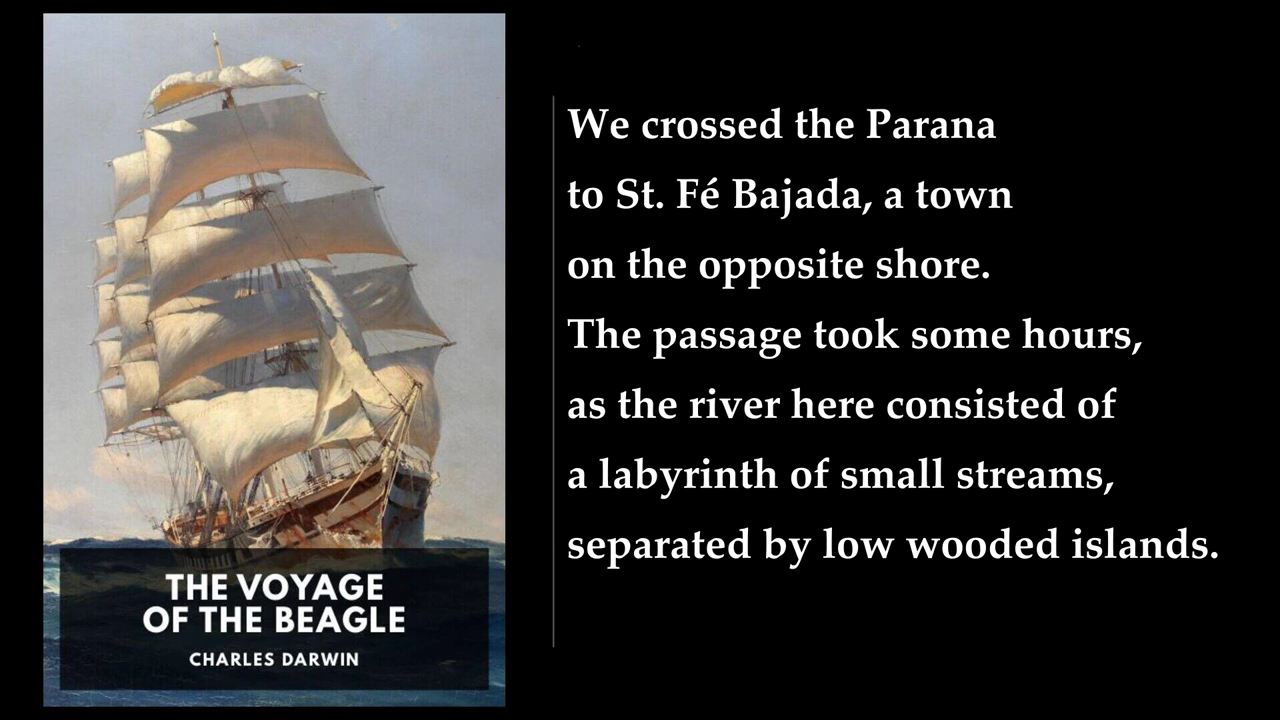 THE VOYAGE
OF THE BEAGLE
CHARLES DARWIN
We crossed the Parana
to St. Fé Bajada, a town
on the opposite shore.
The passage took some hours,
as the river here consisted of
a labyrinth of small streams,
separated by low wooded islands.